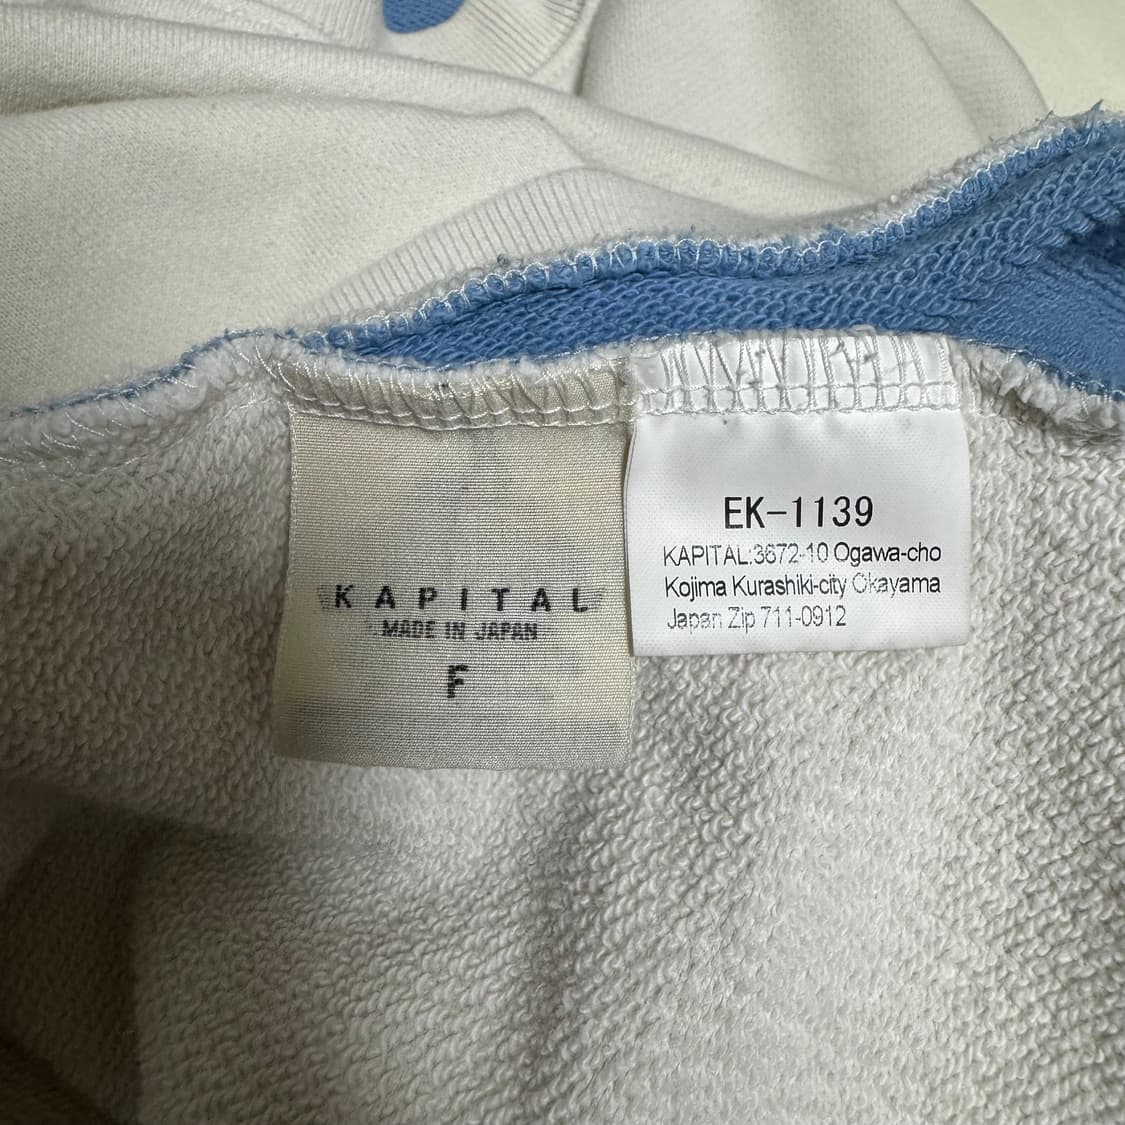 KAPITAL
MADE IN JAPAN
F
EK-1139
KAPITAL:3672-10 Ogawa-cho
Kojima Kurashiki-city Okayama
Japan Zip 711-0912